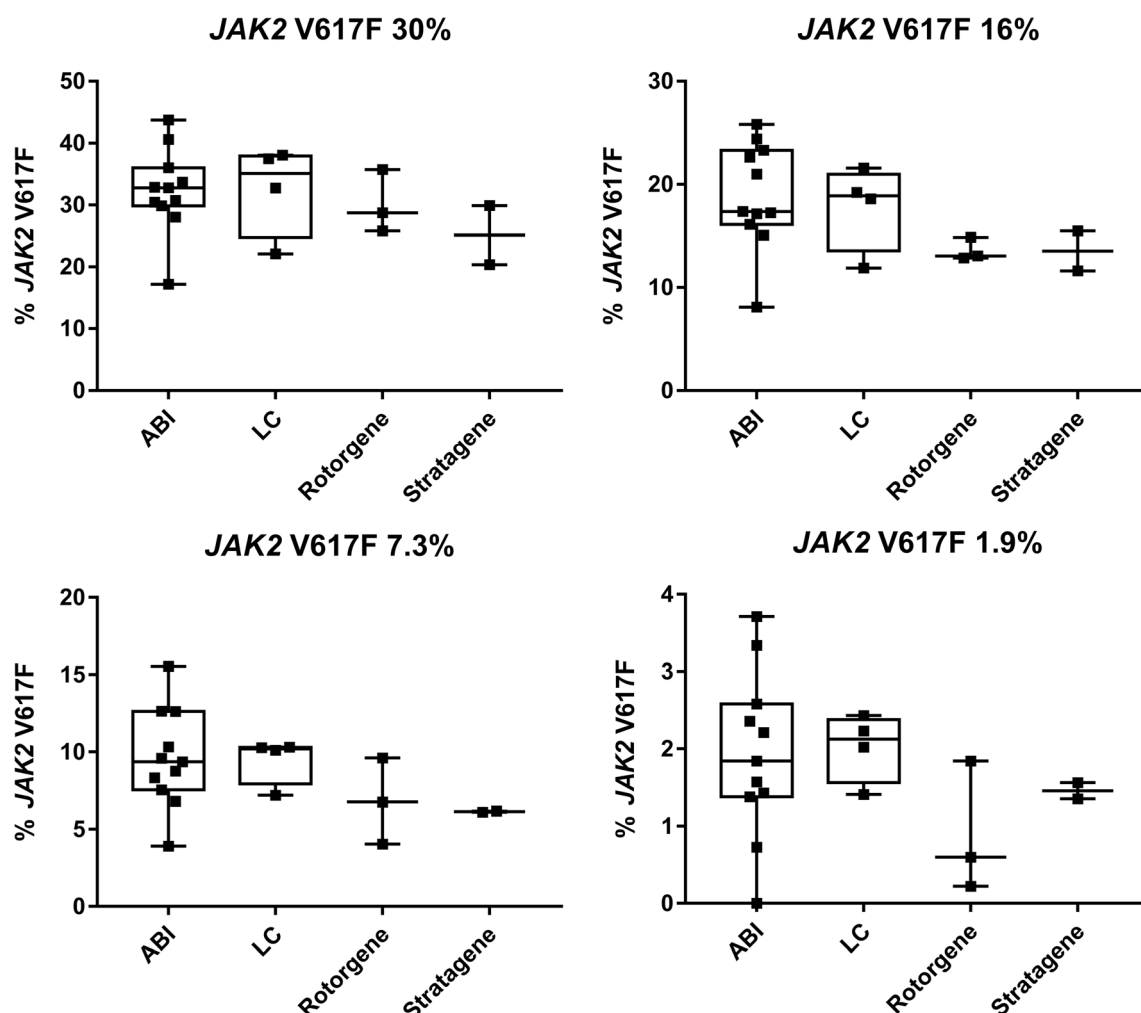 JAK2 V617F 30%
% JAK2 V617F
50
40
30
20
10
0
ABI
LC
Rotorgene
Stratagene
JAK2 V617F 16%
% JAK2 V617F
30
20
10
0
ABI
LC
Rotorgene
Stratagene
JAK2 V617F 7.3%
% JAK2 V617F
20
15
10
5
0
ABI
LC
Rotorgene
Stratagene
JAK2 V617F 1.9%
% JAK2 V617F
4
3
2
1
0
ABI
LC
Rotorgene
Stratagene